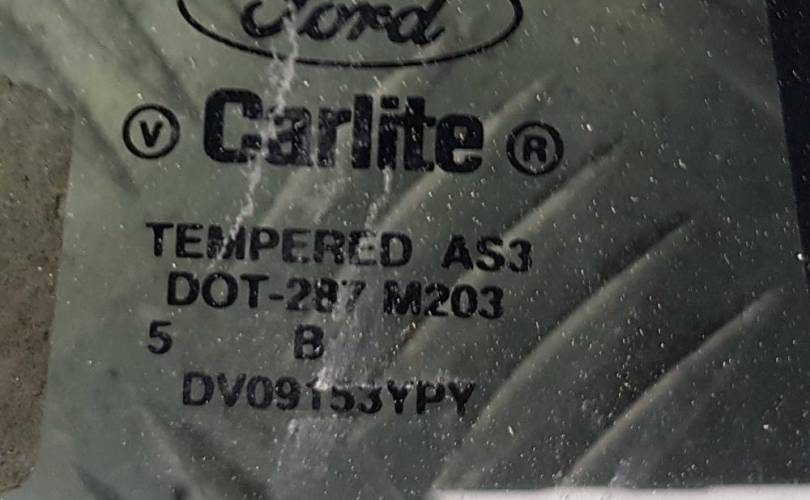 Ford
Ⓥ Carlite ®
TEMPERED AS3
DOT-287 M203
5 B
DV09153YPY